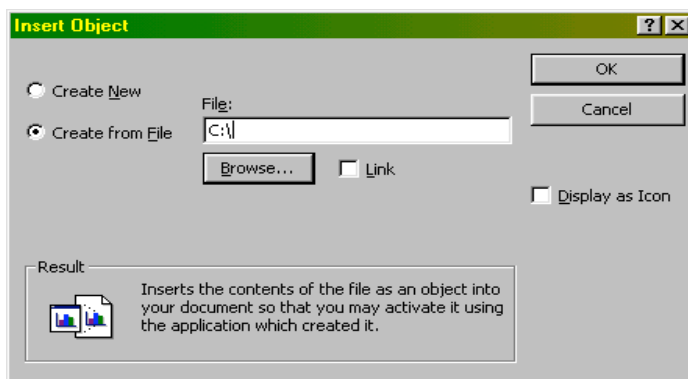 Insert Object
Create New
File:
OK
Create from File
C:\
Cancel
Browse...
Link
Display as Icon
Result
Inserts the contents of the file as an object into
your document so that you may activate it using
the application which created it.